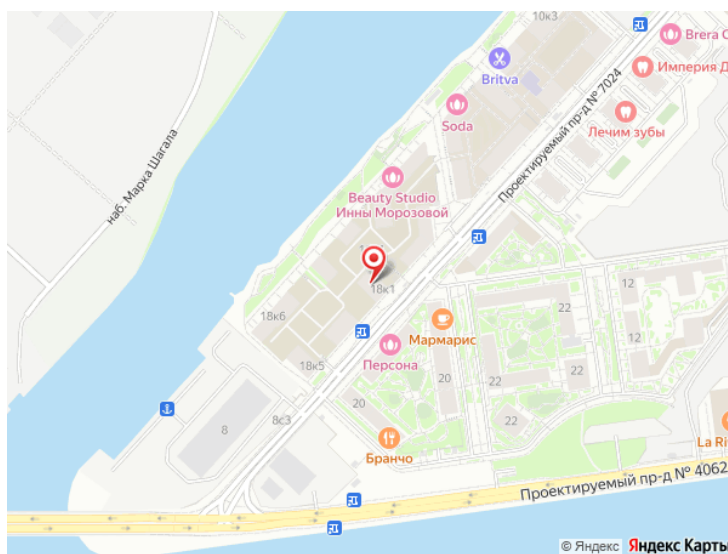 10к3
Brera C
Britva
Империя Д
Проектируемый пр-д № 7024
Soda
Лечим зубы
наб. Марка Шагала
Beauty Studio
Инны Морозовой
18к1
12
22
18к6
Мармарис
12
Персона
18к5
20
22
20
22
8с3
8
22
Бранчо
La Ri
Проектируемый пр-д № 4062
© Яндекс Яндекс Карты